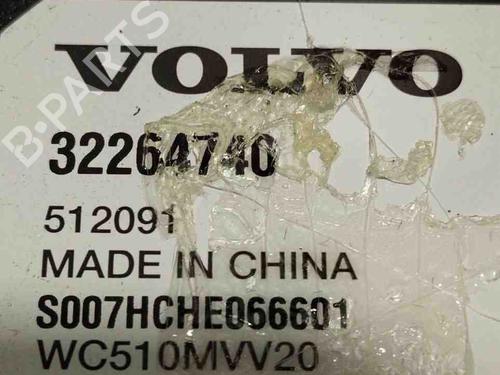 VOLVO
32264740
512091
MADE IN CHINA
S007HCHE066601
WC510MVV20
B-PARTS